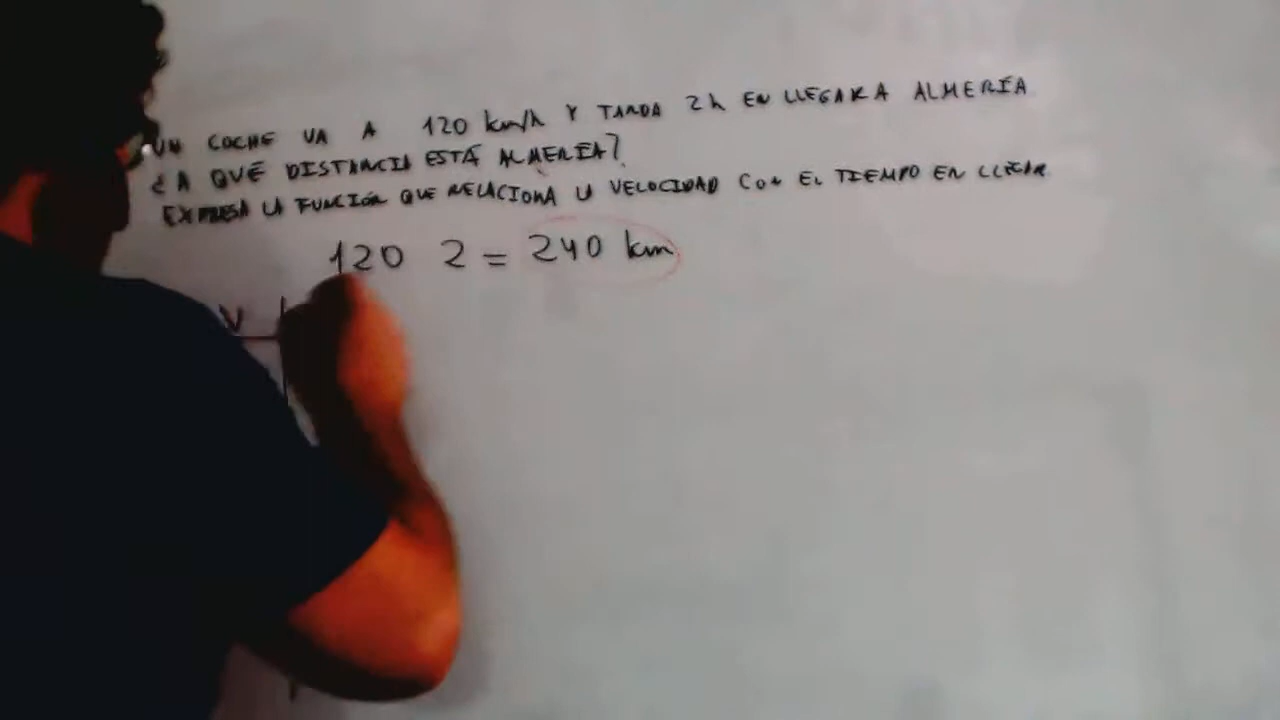 UN COCHE VA A 120 km/h Y TARDA 2h EN LLEGAR A ALMERÍA
¿A QUÉ DISTANCIA ESTÁ ALMERÍA?
EXPRESA LA FUNCIÓN QUE RELACIONA LA VELOCIDAD CON EL TIEMPO EN LLEGAR
120 2 = 240 km
V